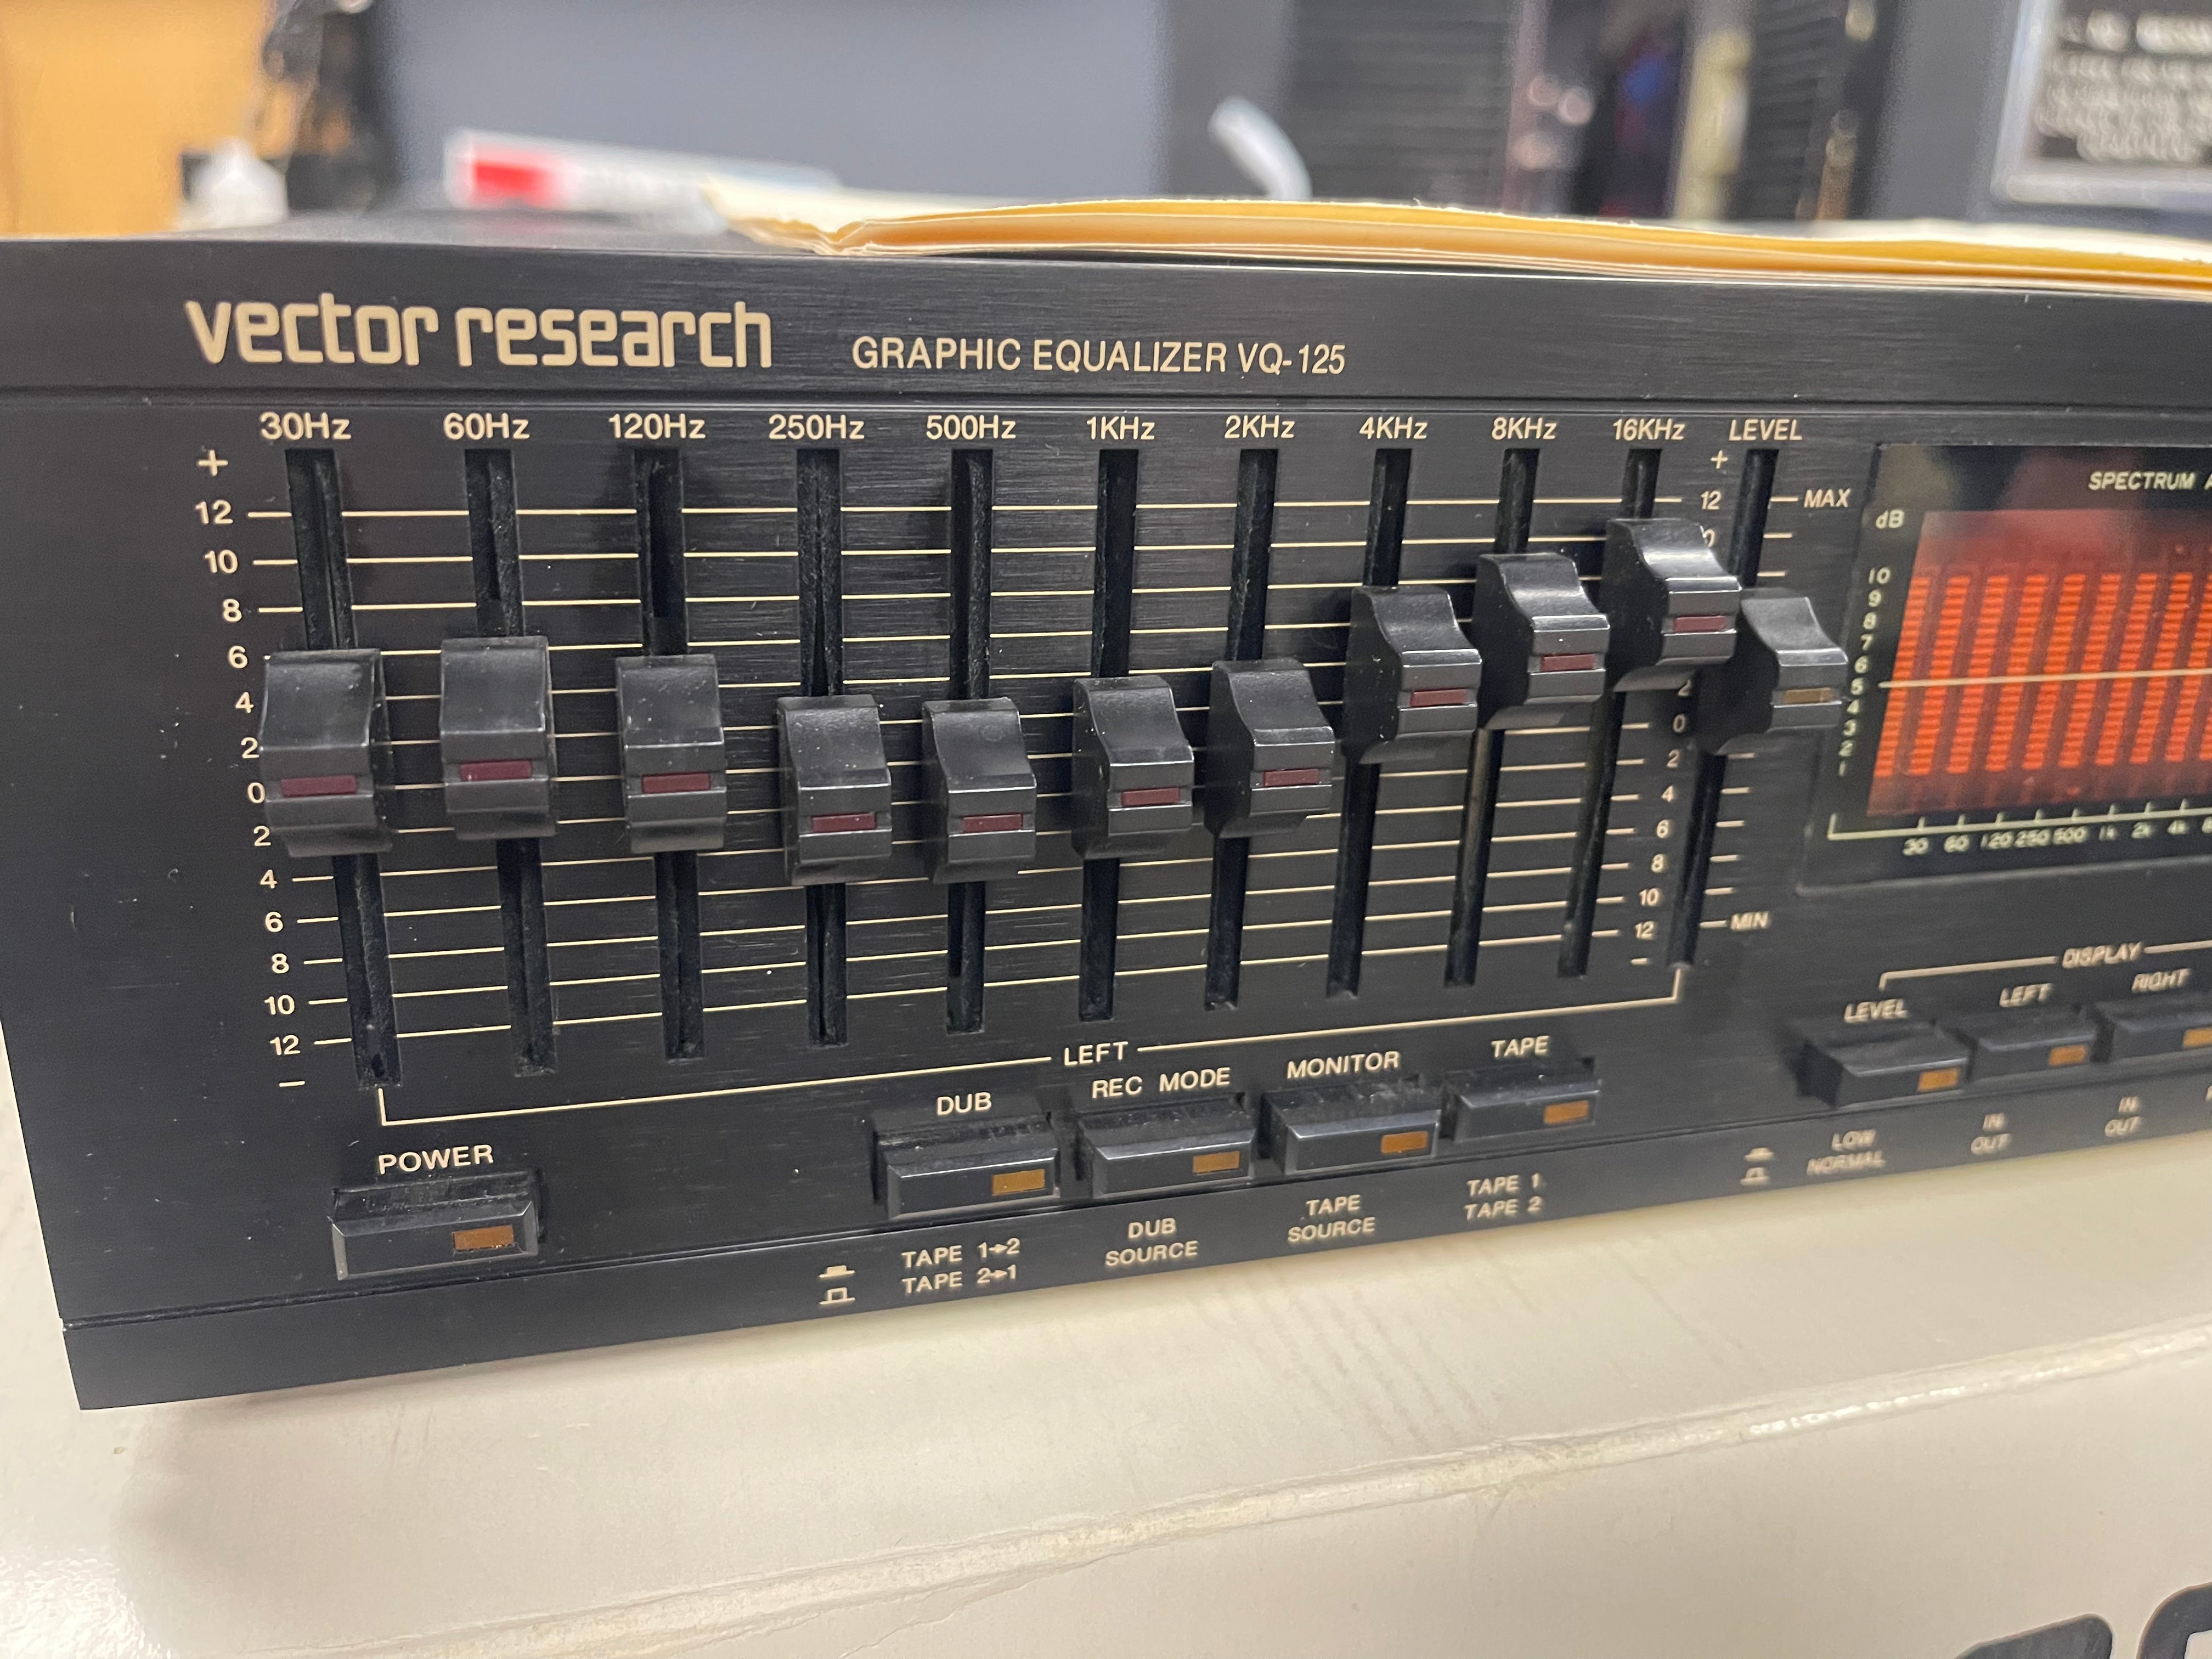 vector research
GRAPHIC EQUALIZER VQ-125
30Hz 60Hz 120Hz 250Hz 500Hz 1KHz 2KHz 4KHz 8KHz 16KHz LEVEL
+ +
12 12 MAX
10
8
6
4
2 2
0 0
2 2
4 4
6 6
8 8
10 10
12 12 MIN
- -
LEFT
SPECTRUM
dB
10
9
8
7
6
5
4
3
2
1
30 60 120 250 500 1k 2k 4k
DISPLAY
LEVEL LEFT RIGHT
POWER
DUB REC MODE MONITOR TAPE
TAPE 1→2
TAPE 2→1
DUB
SOURCE
TAPE
SOURCE
TAPE 1
TAPE 2
LOW
NORMAL
IN
OUT
IN
OUT